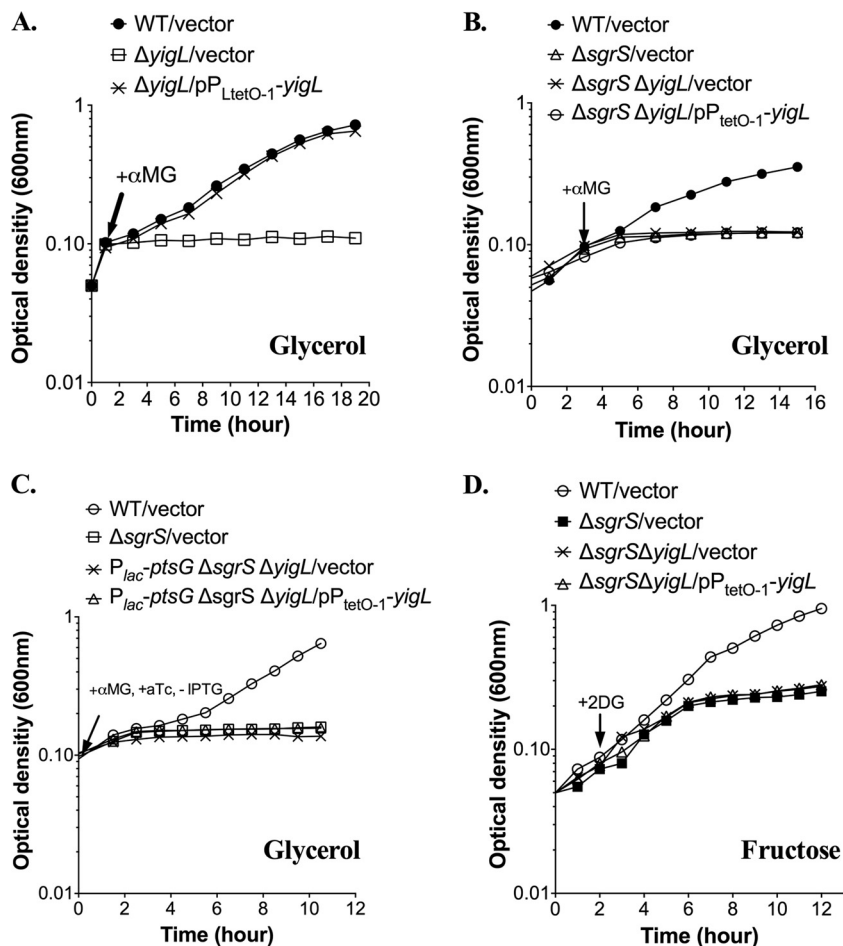 A.
WT/vector
ΔyigL/vector
ΔyigL/pPLtetO-1-yigL
1
+αMG
0.10
0.01
Optical densitiy (600nm)
Glycerol
0 2 4 6 8 10 12 14 16 18 20
Time (hour)
B.
WT/vector
ΔsgrS/vector
ΔsgrS ΔyigL/vector
ΔsgrS ΔyigL/pPtetO-1-yigL
1
+αMG
0.10
0.01
Optical densitiy (600nm)
Glycerol
0 2 4 6 8 10 12 14 16
Time (hour)
C.
WT/vector
ΔsgrS/vector
Plac-ptsG ΔsgrS ΔyigL/vector
Plac-ptsG ΔsgrS ΔyigL/pPtetO-1-yigL
1
+αMG, +aTc, - IPTG
0.10
0.01
Optical densitiy (600nm)
Glycerol
0 2 4 6 8 10 12
Time (hour)
D.
WT/vector
ΔsgrS/vector
ΔsgrSΔyigL/vector
ΔsgrSΔyigL/pPtetO-1-yigL
1
+2DG
0.10
0.01
Optical densitiy (600nm)
Fructose
0 2 4 6 8 10 12
Time (hour)